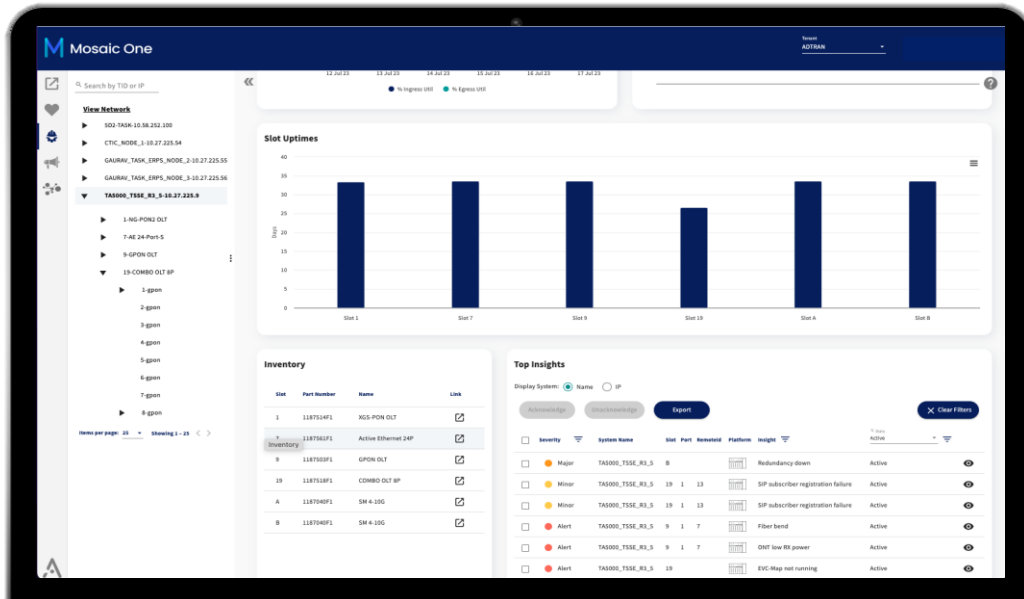 Mosaic One
Tenant
ADTRAN
Search by TID or IP
View Network
SD2-TASK-10.58.252.100
CTIC_NODE_1-10.27.225.54
GAURAV_TASK_ERPS_NODE_2-10.27.225.55
GAURAV_TASK_ERPS_NODE_3-10.27.225.56
TA5000_TSSE_R3_S-10.27.225.9
1-NG-PON2 OLT
7-AE 24-Port-S
9-GPON OLT
19-COMBO OLT 8P
1-gpon
2-gpon
3-gpon
4-gpon
5-gpon
6-gpon
7-gpon
8-gpon
Items per page: 25 Showing 1 - 25
12 Jul 23 13 Jul 23 14 Jul 23 15 Jul 23 16 Jul 23 17 Jul 23
% Ingress Util % Egress Util
?
Slot Uptimes
40
35
30
25
20
15
10
5
0
Days
Slot 1 Slot 7 Slot 9 Slot 19 Slot A Slot B
Inventory
Slot Part Number Name Link
1 1187514F1 XGS-PON OLT
7 1187561F1 Active Ethernet 24P
Inventory
9 1187503F1 GPON OLT
19 1187518F1 COMBO OLT 8P
A 1187040F1 SM 4-10G
B 1187040F1 SM 4-10G
Top Insights
Display System: Name IP
Acknowledge Unacknowledge Export Clear Filters
Severity System Name Slot Port RemoteId Platform Insight
Active
Major TA5000_TSSE_R3_S B Redundancy down Active
Minor TA5000_TSSE_R3_S 19 1 13 SIP subscriber registration failure Active
Minor TA5000_TSSE_R3_S 19 1 13 SIP subscriber registration failure Active
Alert TA5000_TSSE_R3_S 9 1 7 Fiber bend Active
Alert TA5000_TSSE_R3_S 9 1 7 ONT low RX power Active
Alert TA5000_TSSE_R3_S 19 EVC-Map not running Active